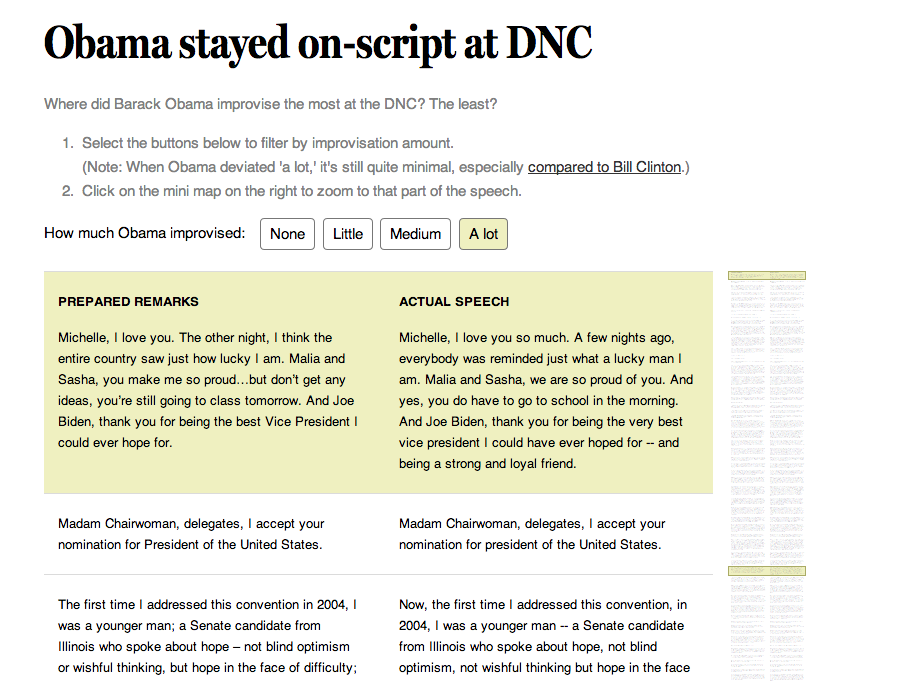 Obama stayed on-script at DNC
Where did Barack Obama improvise the most at the DNC? The least?
1. Select the buttons below to filter by improvisation amount.
(Note: When Obama deviated 'a lot,' it's still quite minimal, especially compared to Bill Clinton.)
2. Click on the mini map on the right to zoom to that part of the speech.
How much Obama improvised: None Little Medium A lot
PREPARED REMARKS
Michelle, I love you. The other night, I think the
entire country saw just how lucky I am. Malia and
Sasha, you make me so proud…but don’t get any
ideas, you’re still going to class tomorrow. And Joe
Biden, thank you for being the best Vice President I
could ever hope for.
ACTUAL SPEECH
Michelle, I love you so much. A few nights ago,
everybody was reminded just what a lucky man I
am. Malia and Sasha, we are so proud of you. And
yes, you do have to go to school in the morning.
And Joe Biden, thank you for being the very best
vice president I could have ever hoped for -- and
being a strong and loyal friend.
Madam Chairwoman, delegates, I accept your
nomination for President of the United States.
Madam Chairwoman, delegates, I accept your
nomination for president of the United States.
The first time I addressed this convention in 2004, I
was a younger man; a Senate candidate from
Illinois who spoke about hope – not blind optimism
or wishful thinking, but hope in the face of difficulty;
Now, the first time I addressed this convention, in
2004, I was a younger man -- a Senate candidate
from Illinois who spoke about hope, not blind
optimism, not wishful thinking but hope in the face